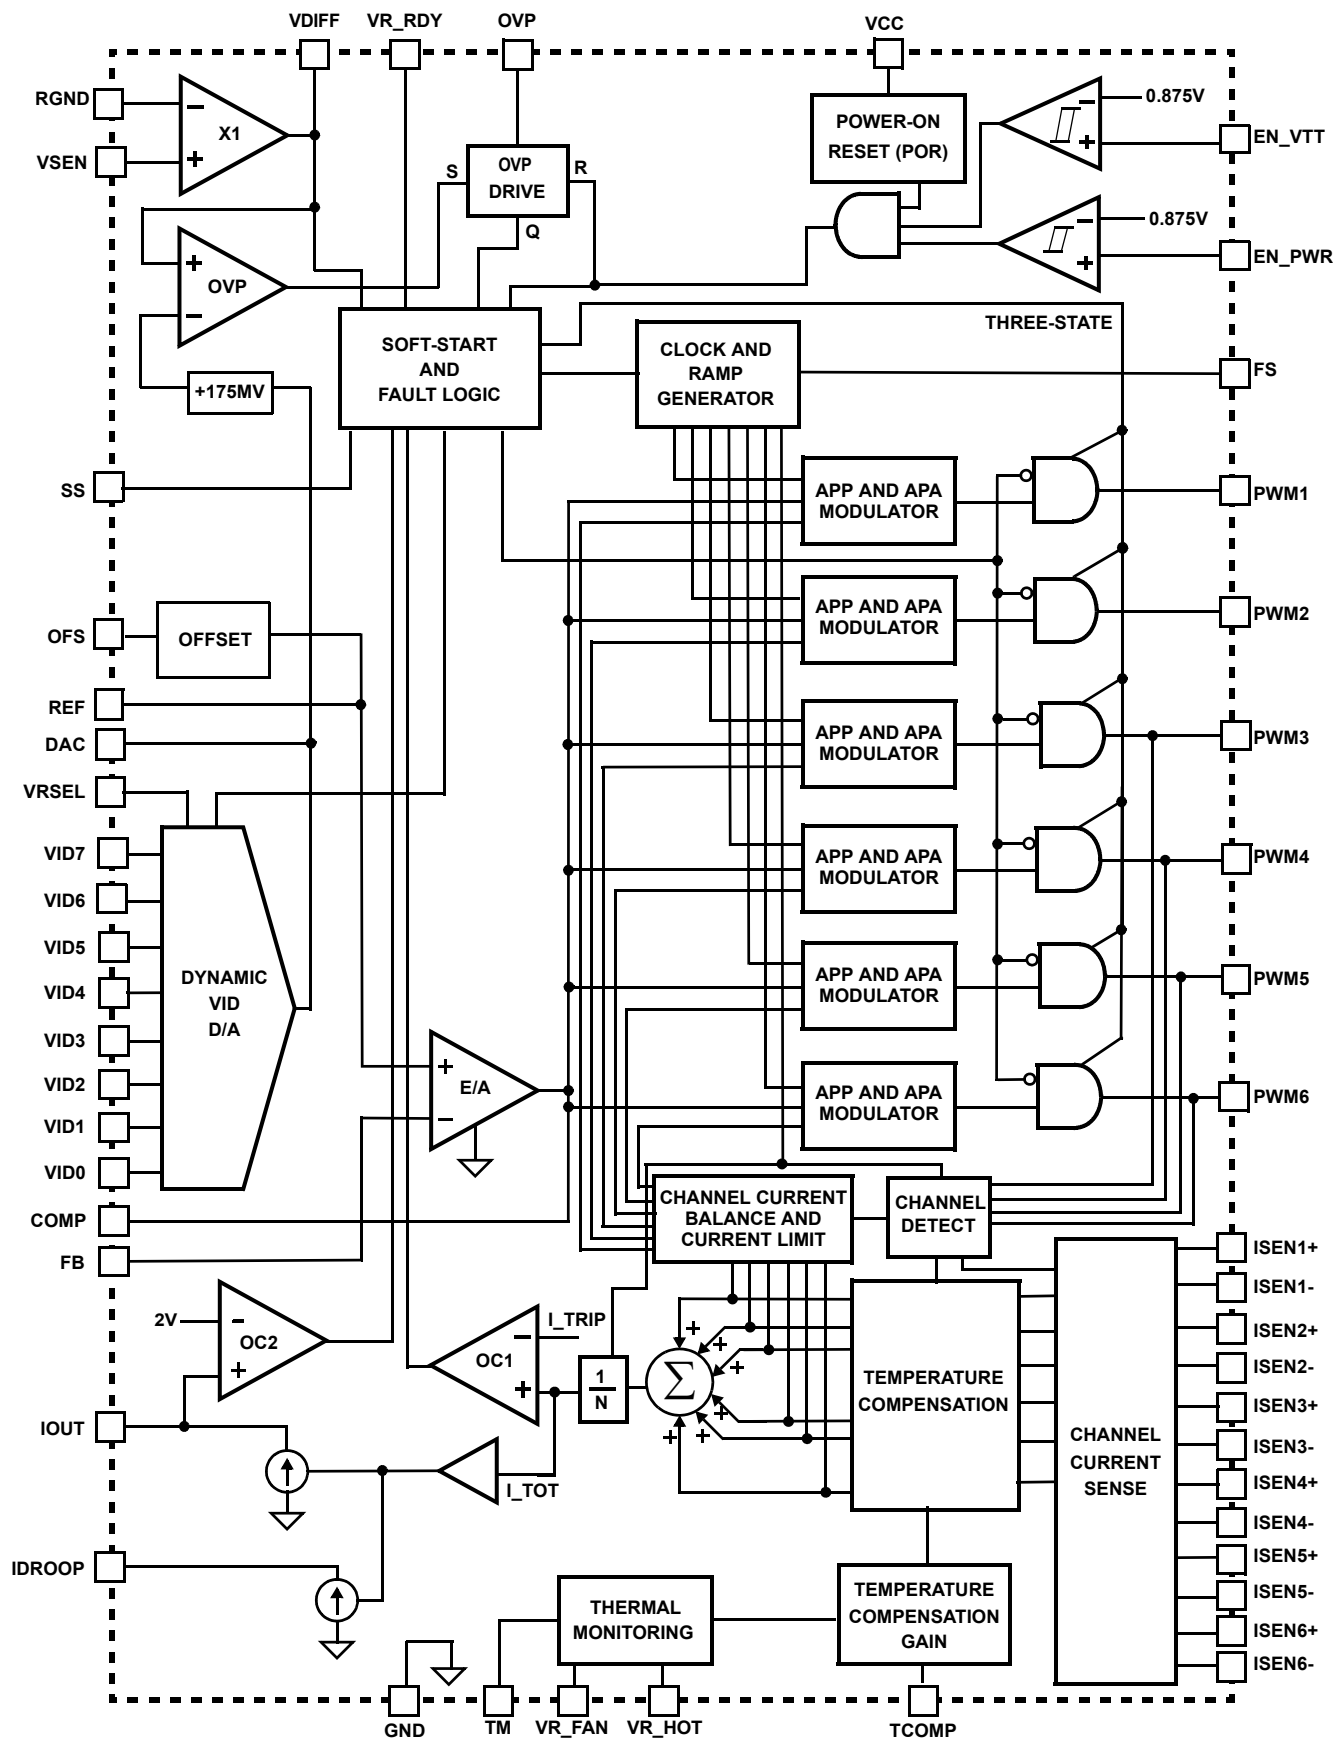 VDIFF
VR_RDY
OVP
VCC
RGND
VSEN
−
X1
+
S
OVP
DRIVE
R
Q
POWER-ON
RESET (POR)
−
0.875V
+
EN_VTT
−
0.875V
+
EN_PWR
+
OVP
−
+175MV
SOFT-START
AND
FAULT LOGIC
CLOCK AND
RAMP
GENERATOR
THREE-STATE
FS
SS
APP AND APA
MODULATOR
PWM1
OFS
OFFSET
APP AND APA
MODULATOR
PWM2
REF
DAC
APP AND APA
MODULATOR
PWM3
VRSEL
VID7
VID6
VID5
VID4
VID3
VID2
VID1
VID0
DYNAMIC
VID
D/A
APP AND APA
MODULATOR
PWM4
APP AND APA
MODULATOR
PWM5
+
E/A
−
APP AND APA
MODULATOR
PWM6
COMP
FB
CHANNEL CURRENT
BALANCE AND
CURRENT LIMIT
CHANNEL
DETECT
2V
−
OC2
+
I_TRIP
−
OC1
+
1
N
Σ
+
+
+
+
+
+
TEMPERATURE
COMPENSATION
CHANNEL
CURRENT
SENSE
ISEN1+
ISEN1-
ISEN2+
ISEN2-
ISEN3+
ISEN3-
ISEN4+
ISEN4-
ISEN5+
ISEN5-
ISEN6+
ISEN6-
IOUT
I_TOT
IDROOP
THERMAL
MONITORING
TEMPERATURE
COMPENSATION
GAIN
GND
TM
VR_FAN
VR_HOT
TCOMP